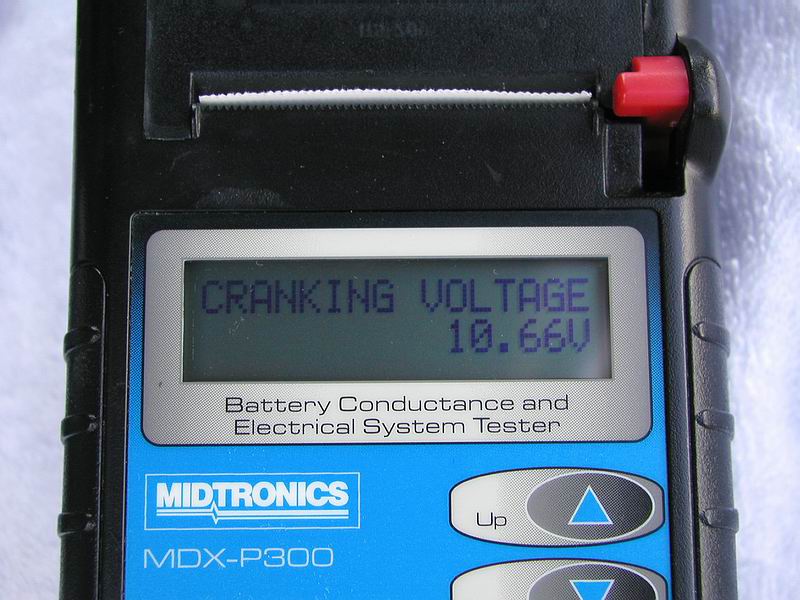 CRANKING VOLTAGE
10.66V
Battery Conductance and
Electrical System Tester
MIDTRONICS
Up
MDX-P300